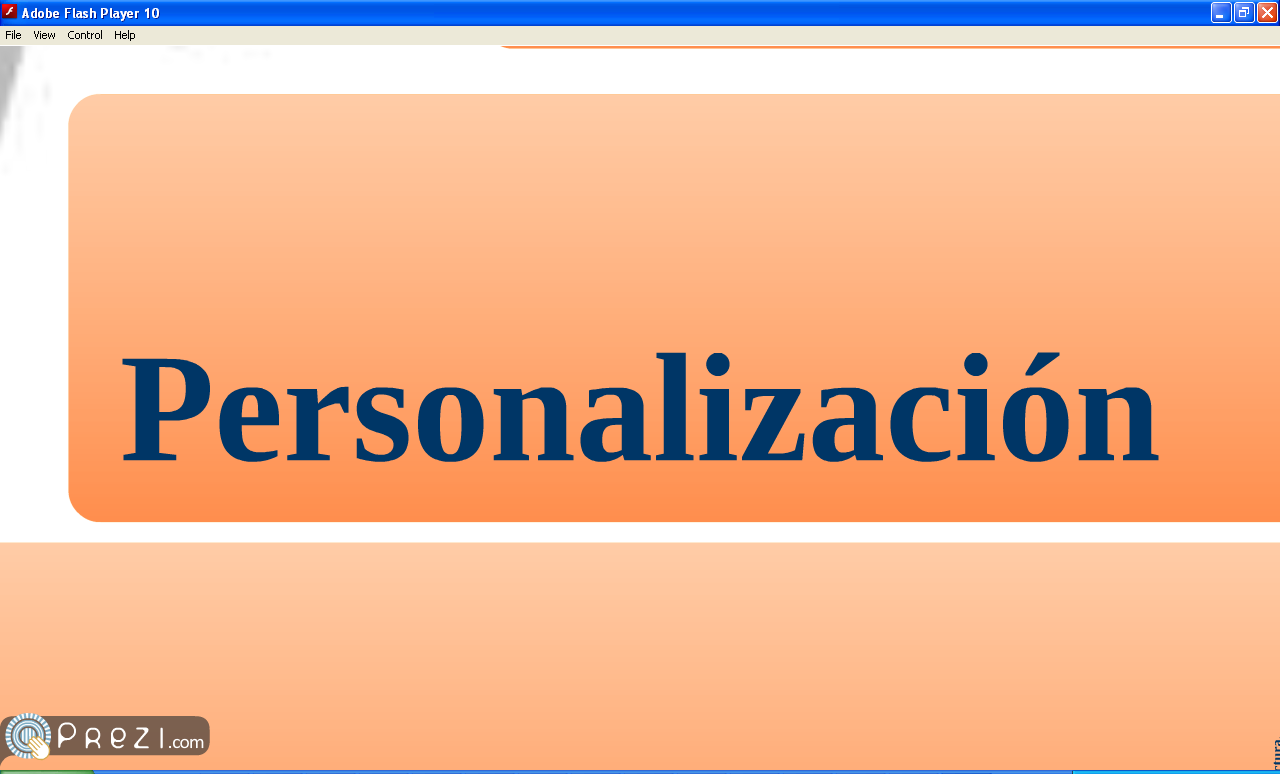 Adobe Flash Player 10
File View Control Help
Personalización
Prezi.com